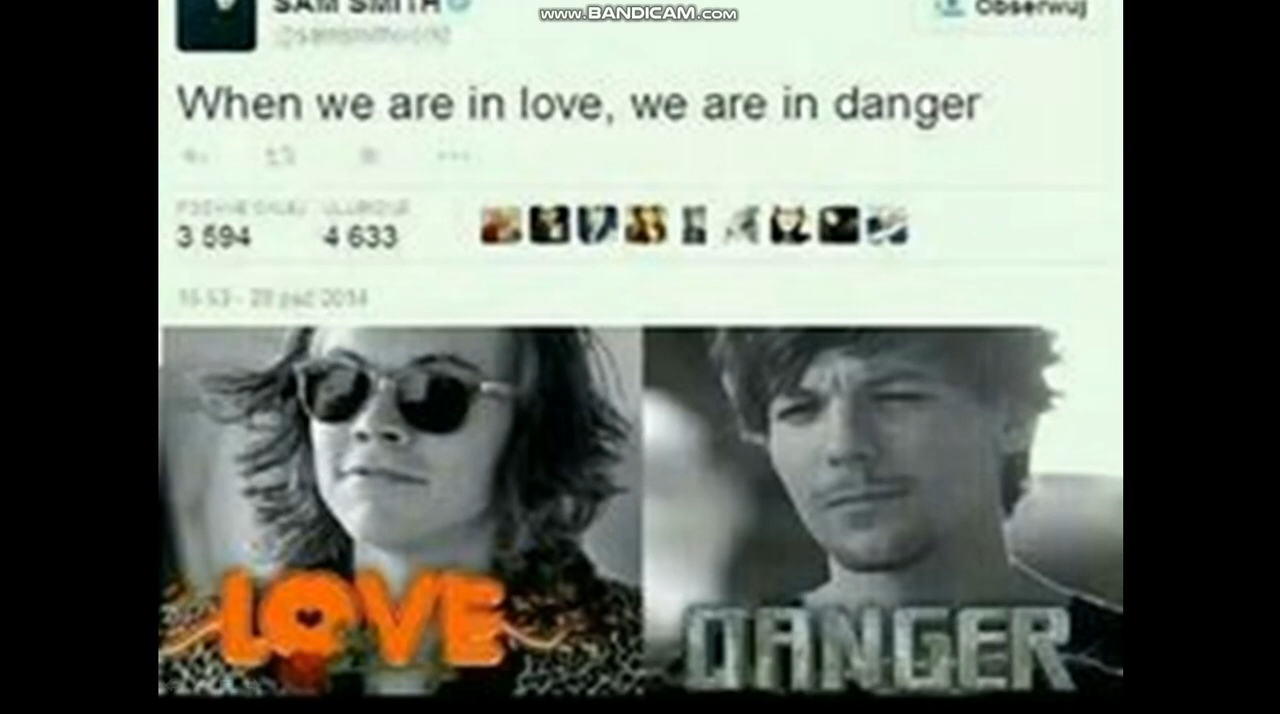 www.BANDICAM.com
SAM SMITH
Obserwuj
When we are in love, we are in danger
3 594
4 633
LOVE
DANGER